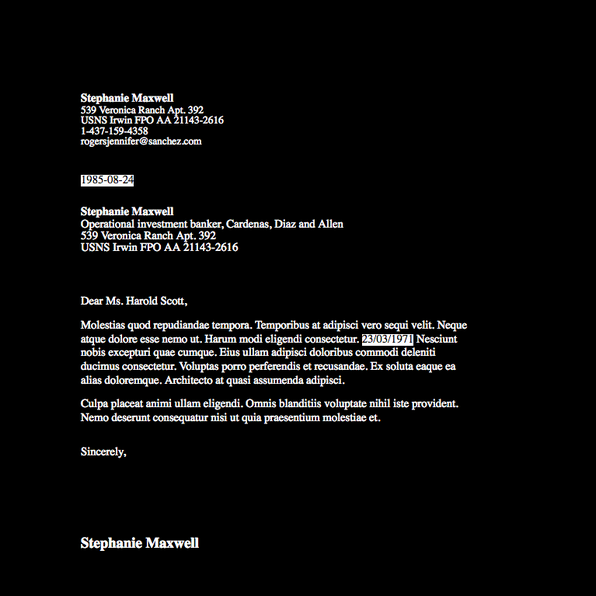 Stephanie Maxwell
539 Veronica Ranch Apt. 392
USNS Irwin FPO AA 21143-2616
1-437-159-4358
rogersjennifer@sanchez.com
1985-08-24
Stephanie Maxwell
Operational investment banker, Cardenas, Diaz and Allen
539 Veronica Ranch Apt. 392
USNS Irwin FPO AA 21143-2616
Dear Ms. Harold Scott,
Molestias quod repudiandae tempora. Temporibus at adipisci vero sequi velit. Neque
atque dolore esse nemo ut. Harum modi eligendi consectetur. 23/03/1971 Nesciunt
nobis excepturi quae cumque. Eius ullam adipisci doloribus commodi deleniti
ducimus consectetur. Voluptas porro perferendis et recusandae. Ex soluta eaque ea
alias doloremque. Architecto at quasi assumenda adipisci.
Culpa placeat animi ullam eligendi. Omnis blanditiis voluptate nihil iste provident.
Nemo deserunt consequatur nisi ut quia praesentium molestiae et.
Sincerely,
Stephanie Maxwell